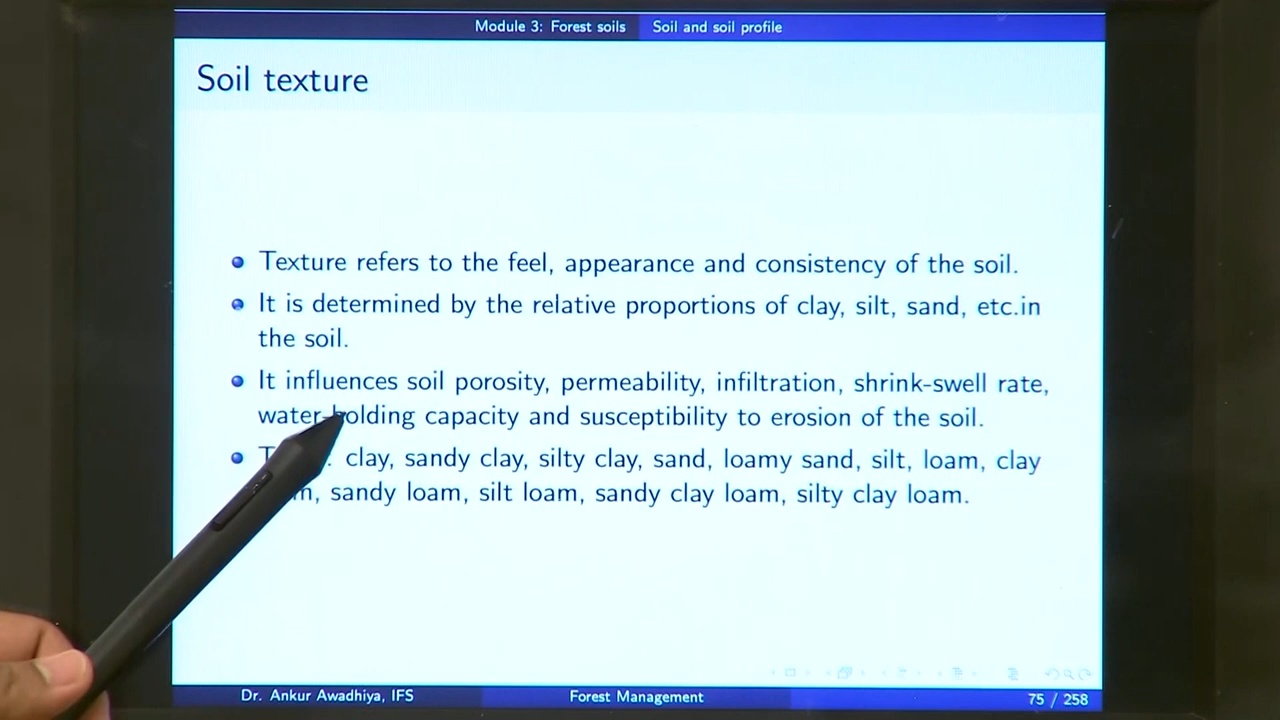 Module 3: Forest soils Soil and soil profile
Soil texture
Texture refers to the feel, appearance and consistency of the soil.
It is determined by the relative proportions of clay, silt, sand, etc.in
the soil.
It influences soil porosity, permeability, infiltration, shrink-swell rate,
water-holding capacity and susceptibility to erosion of the soil.
clay, sandy clay, silty clay, sand, loamy sand, silt, loam, clay
sandy loam, silt loam, sandy clay loam, silty clay loam.
Dr. Ankur Awadhiya, IFS Forest Management 75 / 258